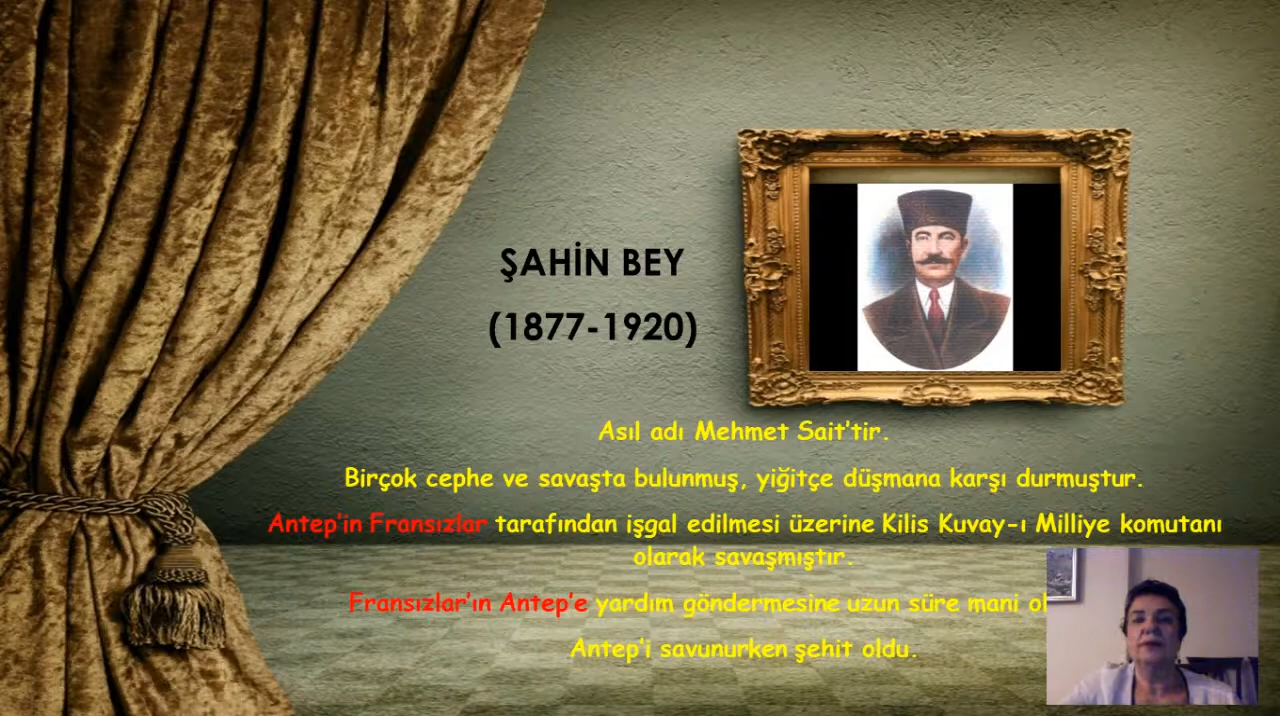 ŞAHİN BEY
(1877-1920)
Asıl adı Mehmet Sait’tir.
Birçok cephe ve savaşta bulunmuş, yiğitçe düşmana karşı durmuştur.
Antep’in Fransızlar tarafından işgal edilmesi üzerine Kilis Kuvay-ı Milliye komutanı
olarak savaşmıştır.
Fransızlar’ın Antep’e yardım göndermesine uzun süre mani
Antep’i savunurken şehit oldu.